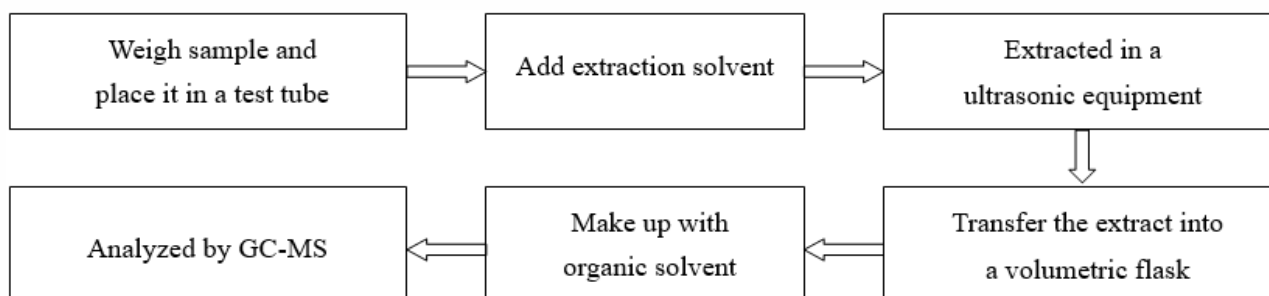 Weigh sample and
place it in a test tube
Add extraction solvent
Extracted in a
ultrasonic equipment
Transfer the extract into
a volumetric flask
Make up with
organic solvent
Analyzed by GC-MS